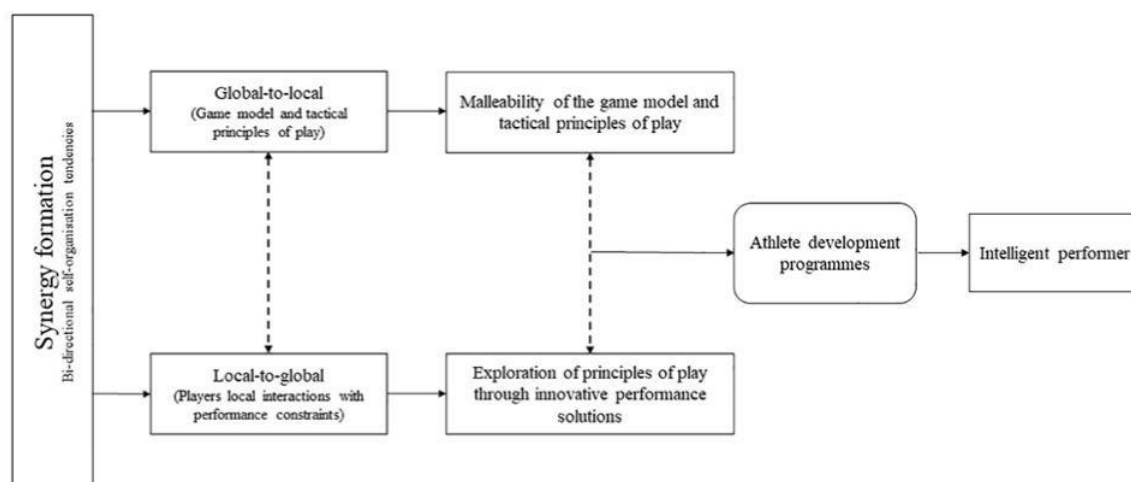 Synergy formation
Bi-directional self-organisation tendencies
Global-to-local
(Game model and tactical
principles of play)
Malleability of the game model and
tactical principles of play
Local-to-global
(Players local interactions with
performance constraints)
Exploration of principles of play
through innovative performance
solutions
Athlete development
programmes
Intelligent performer